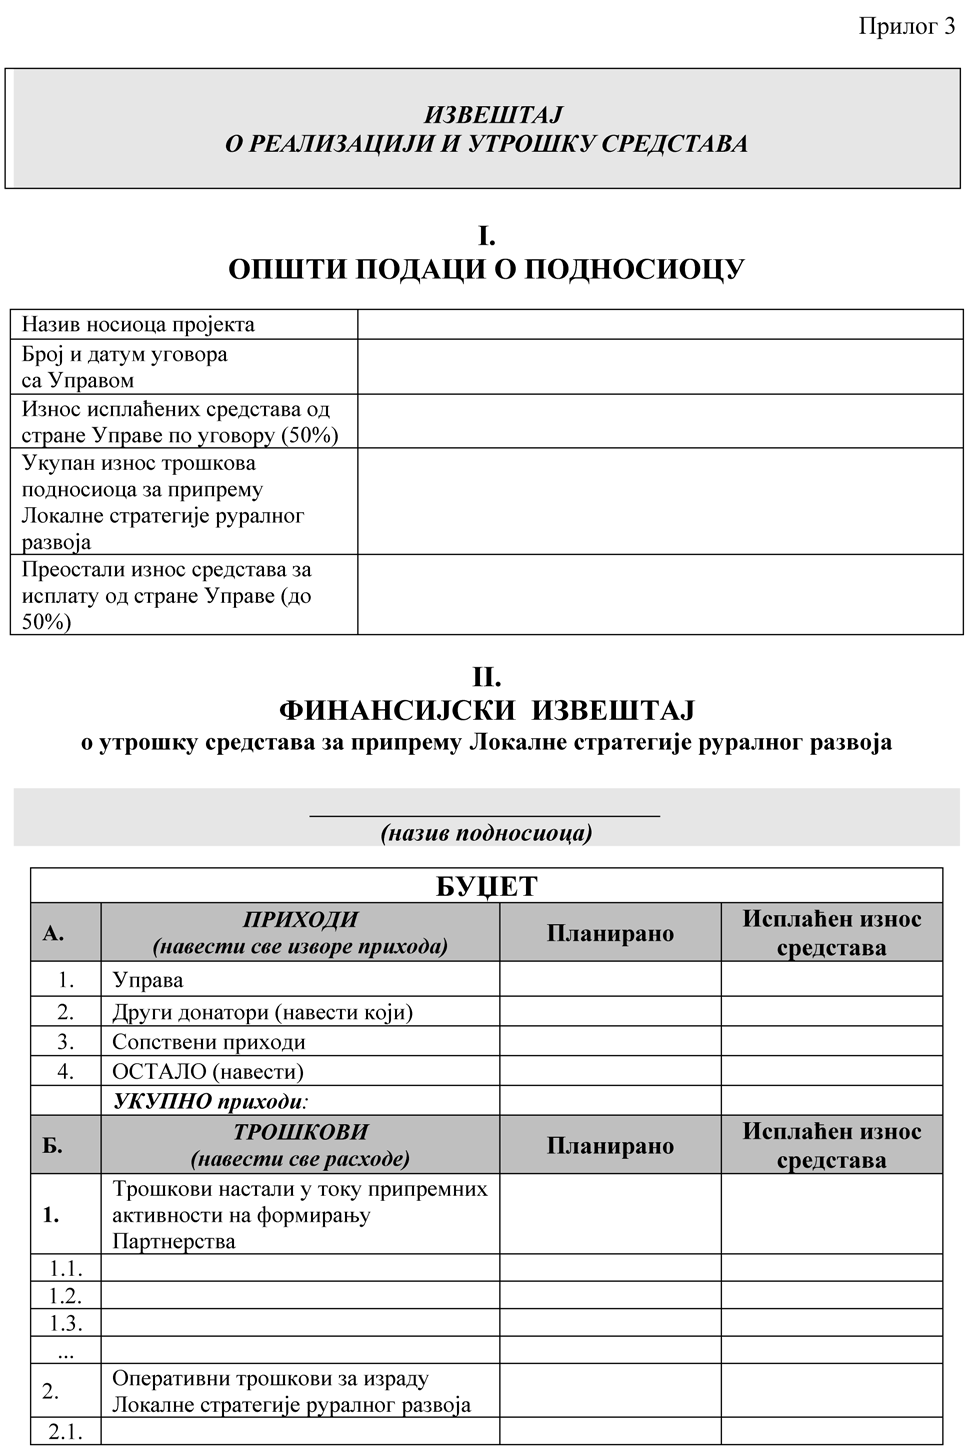 Прилог 3
ИЗВЕШТАЈ
О РЕАЛИЗАЦИЈИ И УТРОШКУ СРЕДСТАВА
I.
ОПШТИ ПОДАЦИ О ПОДНОСИОЦУ
Назив носиоца пројекта
Број и датум уговора
са Управом
Износ исплаћених средстава од
стране Управе по уговору (50%)
Укупан износ трошкова
подносиоца за припрему
Локалне стратегије руралног
развоја
Преостали износ средстава за
исплату од стране Управе (до
50%)
II.
ФИНАНСИЈСКИ ИЗВЕШТАЈ
о утрошку средстава за припрему Локалне стратегије руралног развоја
(назив подносиоца)
БУЏЕТ
А. ПРИХОДИ (навести све изворе прихода) Планирано Исплаћен износ средстава
1. Управа
2. Други донатори (навести који)
3. Сопствени приходи
4. ОСТАЛО (навести)
УКУПНО приходи:
Б. ТРОШКОВИ (навести све расходе) Планирано Исплаћен износ средстава
1. Трошкови настали у току припремних
активности на формирању
Партнерства
1.1.
1.2.
1.3.
...
2. Оперативни трошкови за израду
Локалне стратегије руралног развоја
2.1.